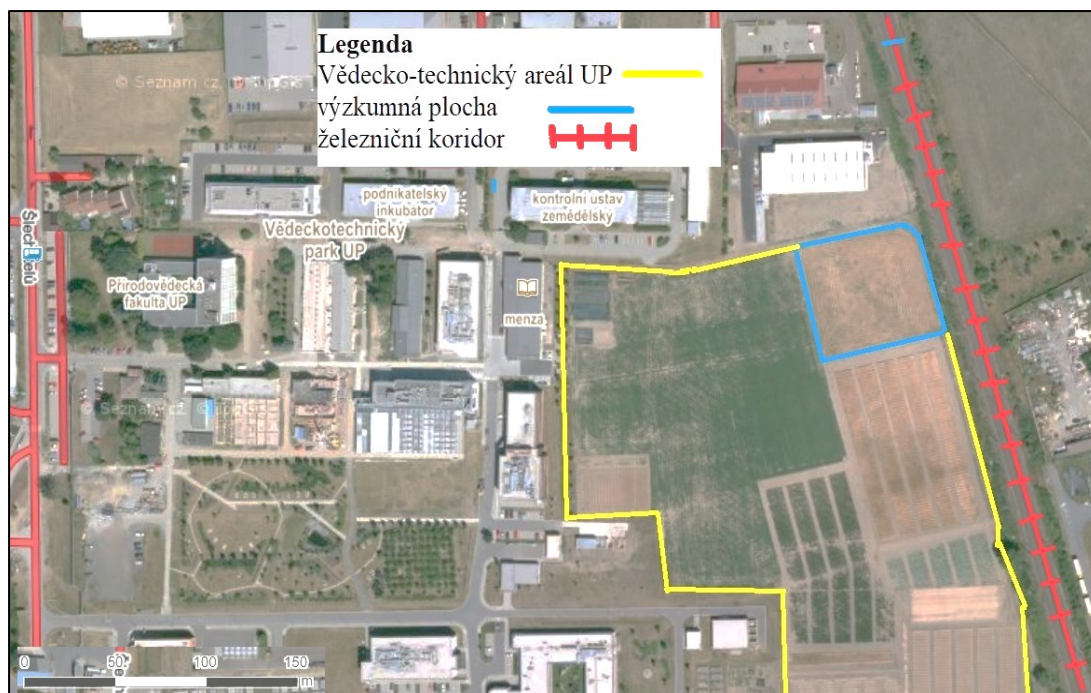 Legenda
Vědecko-technický areál UP
výzkumná plocha
železniční koridor
© Seznam.cz,
podnikatelský
inkubátor
kontrolní ústav
zemědělský
Vědeckotechnický
park UP
Přírodovědecká
fakulta UP
menza
© Seznam.cz,
0 50 100 150
m